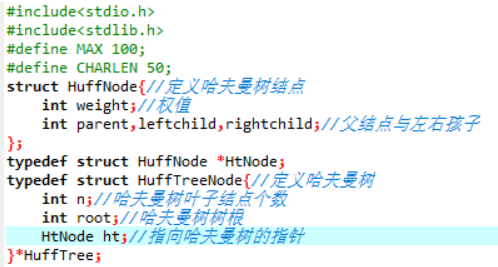 #include<stdio.h>
#include<stdlib.h>
#define MAX 100;
#define CHARLEN 50;
struct HuffNode{//定义哈夫曼树结点
    int weight;//权值
    int parent,leftchild,rightchild;//父结点与左右孩子
};
typedef struct HuffNode *HtNode;
typedef struct HuffTreeNode{//定义哈夫曼树
    int n;//哈夫曼树叶子结点个数
    int root;//哈夫曼树树根
    HtNode ht;//指向哈夫曼树的指针
}*HuffTree;